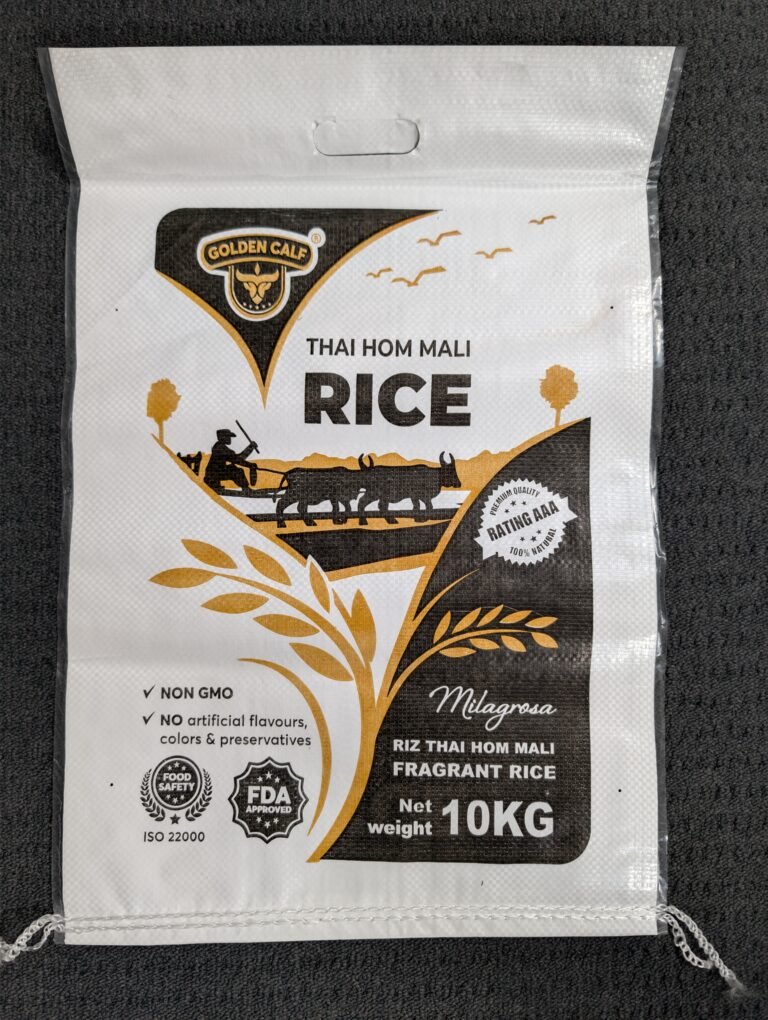 GOLDEN CALF ®
THAI HOM MALI
RICE
PREMIUM QUALITY
RATING AAA
100% NATURAL
Milagrosa
RIZ THAI HOM MALI
FRAGRANT RICE
Net
weight 10KG
✓ NON GMO
✓ NO artificial flavours,
colors & preservatives
FOOD
SAFETY
ISO 22000
FDA
APPROVED